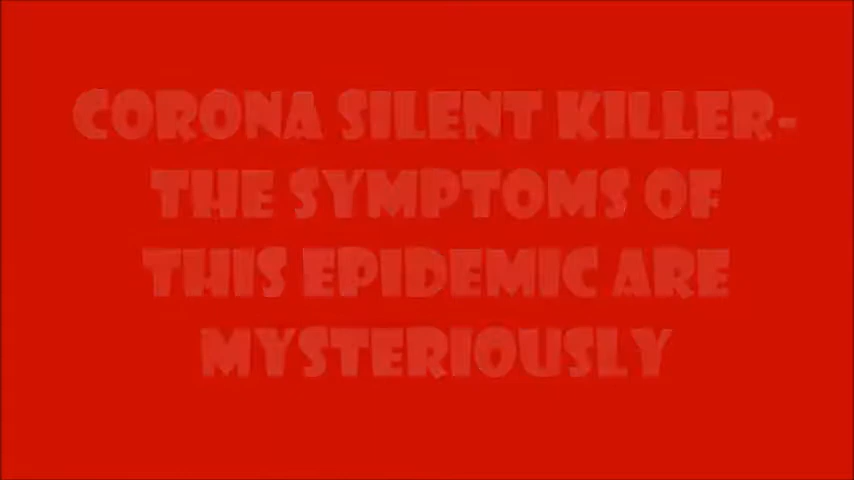 CORONA SILENT KILLER-
THE SYMPTOMS OF
THIS EPIDEMIC ARE
MYSTERIOUSLY